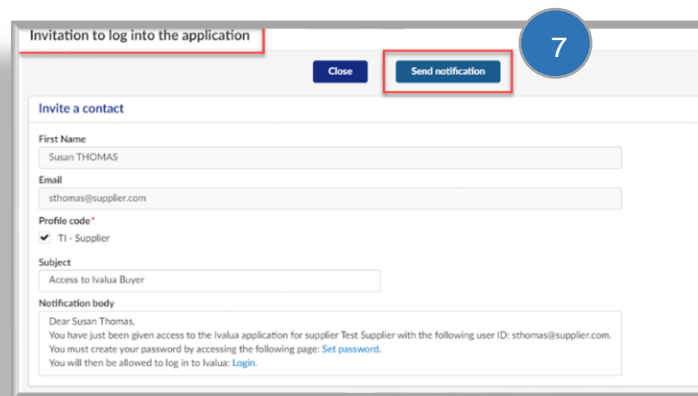 Invitation to log into the application
7
Close
Send notification
Invite a contact
First Name
Susan THOMAS
Email
sthomas@supplier.com
Profile code*
TI - Supplier
Subject
Access to Ivalua Buyer
Notification body
Dear Susan Thomas,
You have just been given access to the Ivalua application for supplier Test Supplier with the following user ID: sthomas@supplier.com.
You must create your password by accessing the following page: Set password.
You will then be allowed to log in to Ivalua: Login.